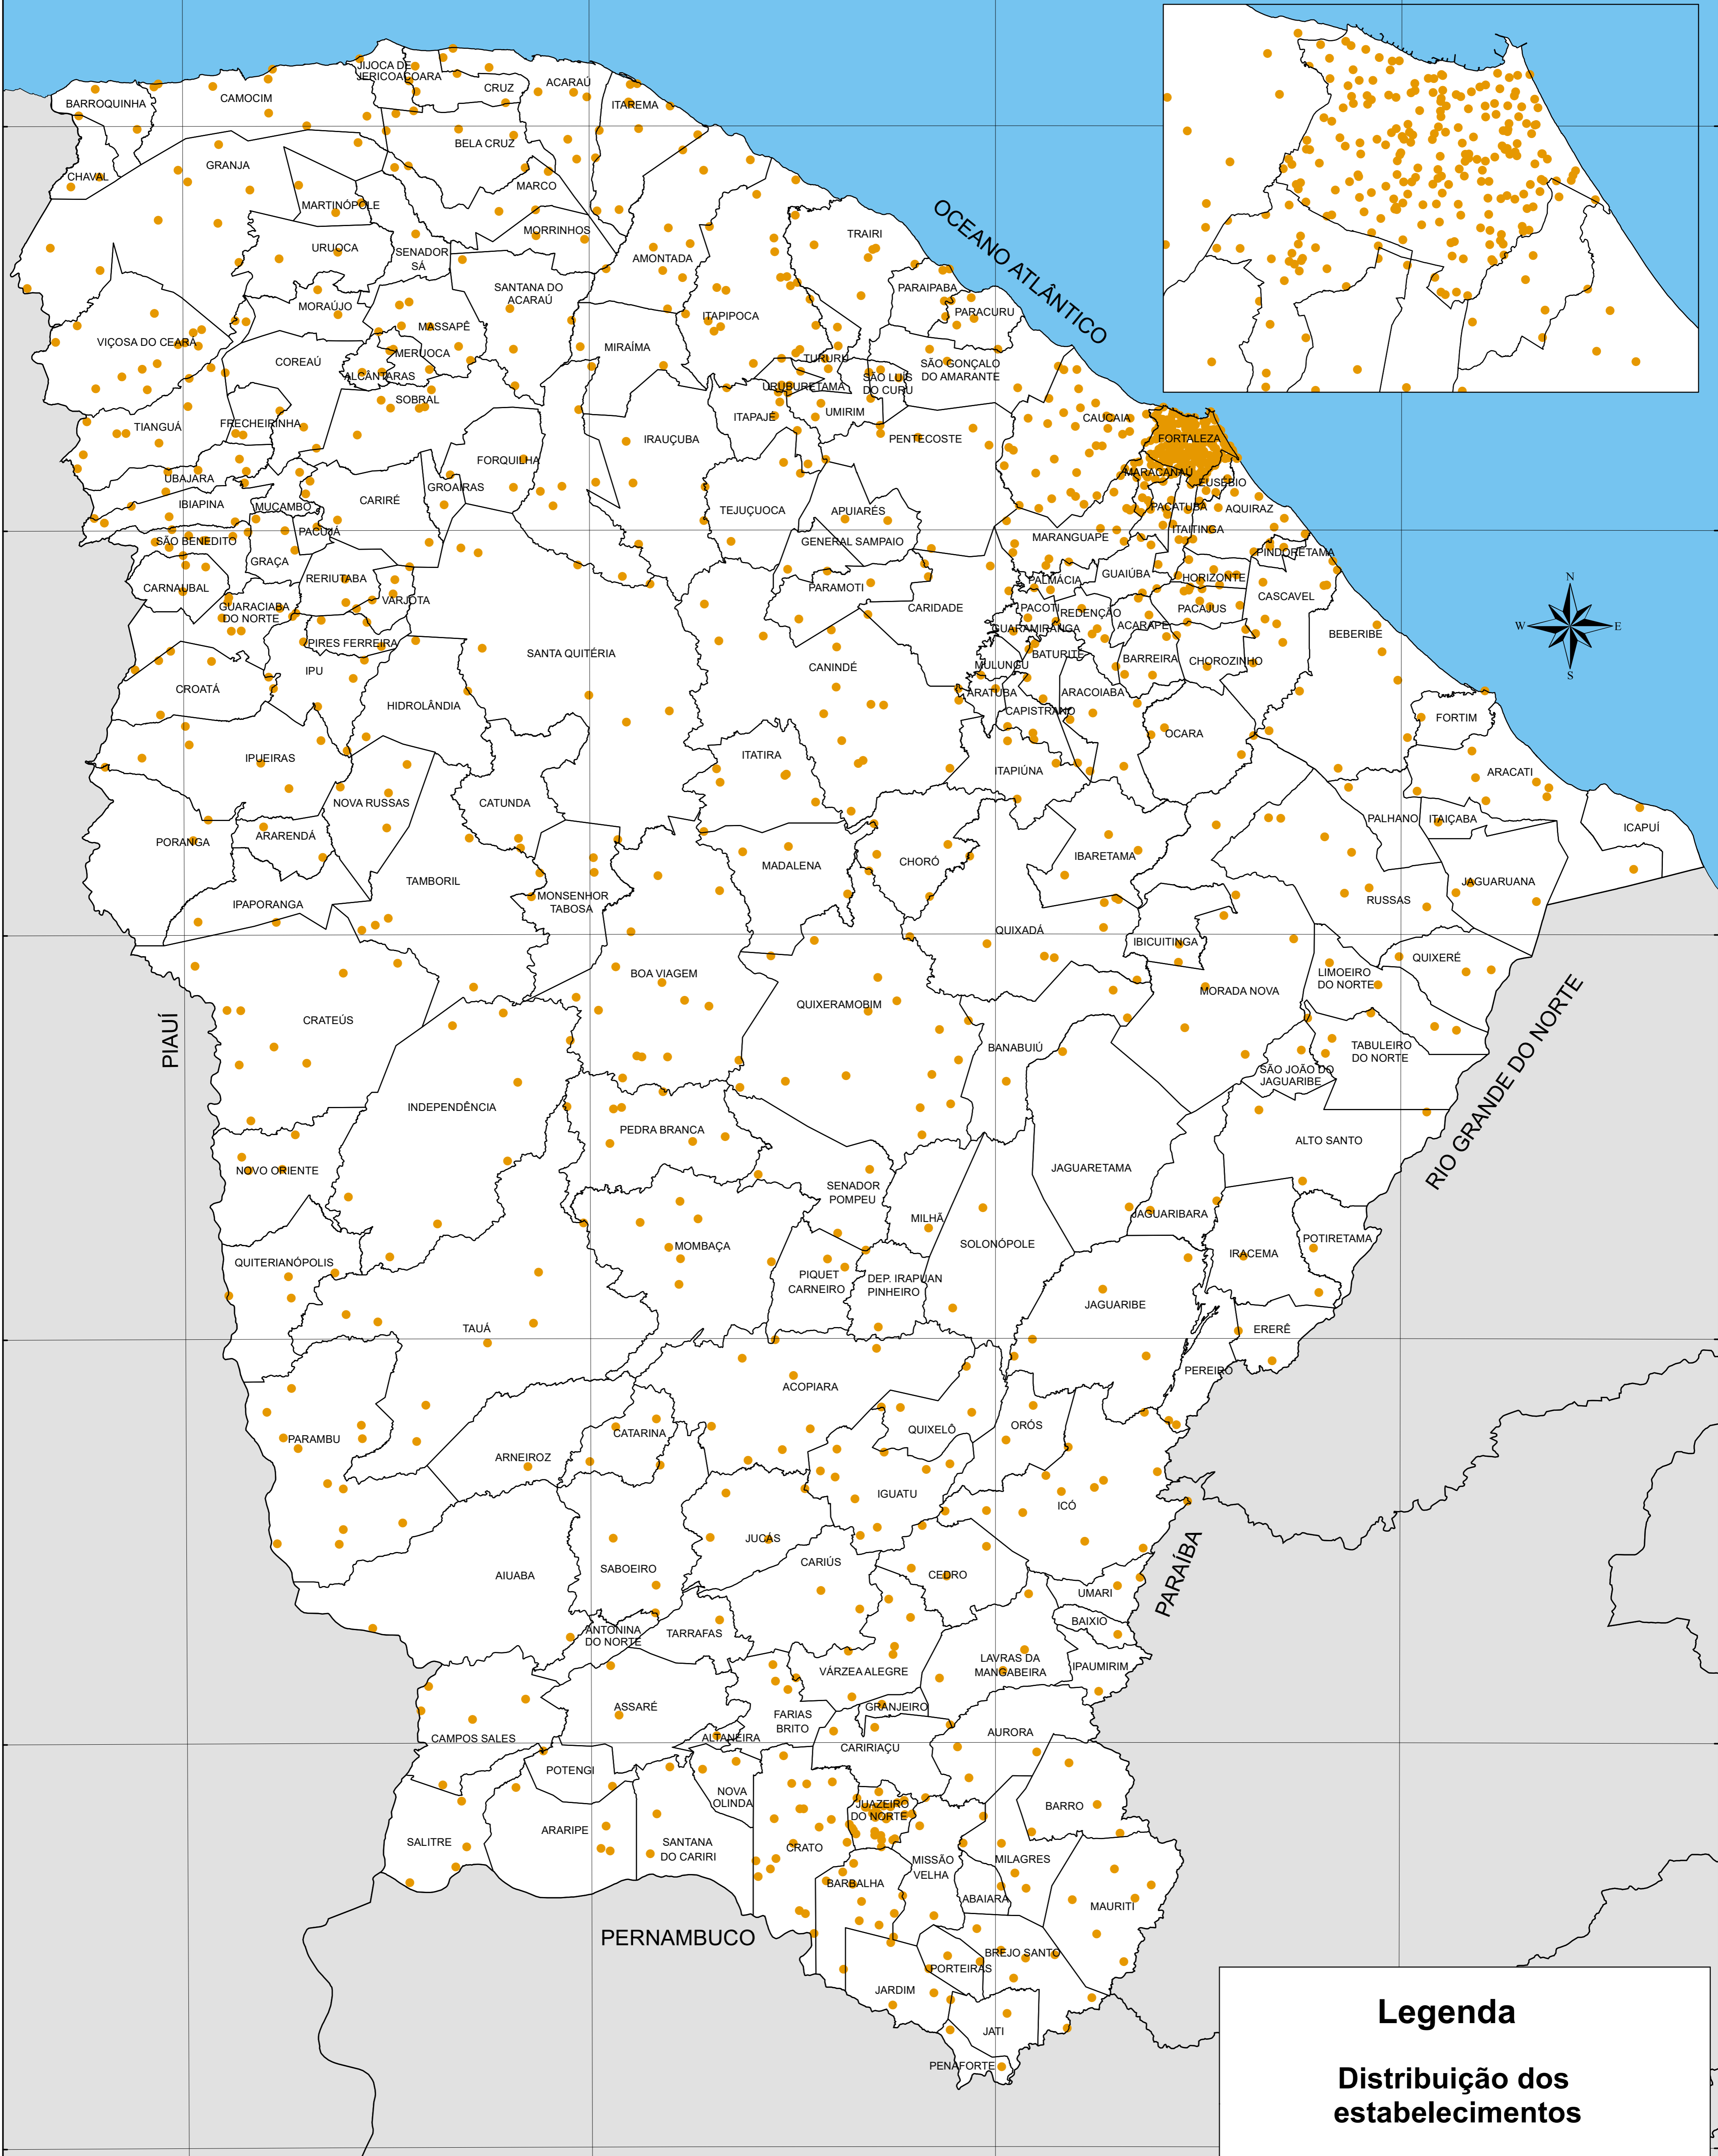 JIJOCA DE
JERICOACOARA
BARROQUINHA
CAMOCIM
CRUZ
ACARAÚ
ITAREMA
BELA CRUZ
GRANJA
CHAVAL
MARCO
MARTINÓPOLE
MORRINHOS
URUOCA
SENADOR
SÁ
AMONTADA
TRAIRI
OCEANO ATLÂNTICO
SANTANA DO
ACARAÚ
PARAIPABA
MORAÚJO
PARACURU
ITAPIPOCA
MASSAPÊ
VIÇOSA DO CEARÁ
MIRAÍMA
MERUOCA
TURURU
COREAÚ
SÃO GONÇALO
DO AMARANTE
ALCÂNTARAS
SÃO LUIS
DO CURU
URUBURETAMA
SOBRAL
UMIRIM
ITAPAJÉ
CAUCAIA
FRECHEIRINHA
TIANGUÁ
IRAUÇUBA
PENTECOSTE
FORTALEZA
FORQUILHA
MARACANAÚ
UBAJARA
EUSÉBIO
GROAÍRAS
CARIRÉ
IBIAPINA
MUCAMBO
TEJUÇUOCA
APUIARÉS
PACATUBA
AQUIRAZ
PACUJÁ
ITAITINGA
SÃO BENEDITO
GENERAL SAMPAIO
MARANGUAPE
PINDORETAMA
GRAÇA
GUAIÚBA
RERIUTABA
PALMÁCIA
HORIZONTE
CARNAUBAL
PARAMOTI
CASCAVEL
VARJOTA
GUARACIABA
DO NORTE
CARIDADE
PACOTI
REDENÇÃO
PACAJUS
GUARAMIRANGA
ACARAPE
BEBERIBE
PIRES FERREIRA
SANTA QUITÉRIA
BATURITÉ
BARREIRA
CHOROZINHO
IPU
CANINDÉ
MULUNGU
CROATÁ
ARATUBA
ARACOIABA
HIDROLÂNDIA
CAPISTRANO
FORTIM
OCARA
IPUEIRAS
ITATIRA
ITAPIÚNA
ARACATI
NOVA RUSSAS
CATUNDA
PALHANO
ITAIÇABA
ICAPUÍ
PORANGA
ARARENDÁ
IBARETAMA
MADALENA
CHORÓ
TAMBORIL
JAGUARUANA
MONSENHOR
TABOSA
RUSSAS
IPAPORANGA
QUIXADÁ
IBICUITINGA
QUIXERÉ
BOA VIAGEM
LIMOEIRO
DO NORTE
MORADA NOVA
QUIXERAMOBIM
CRATEÚS
PIAUÍ
BANABUIÚ
TABULEIRO
DO NORTE
SÃO JOÃO DO
JAGUARIBE
RIO GRANDE DO NORTE
INDEPENDÊNCIA
PEDRA BRANCA
ALTO SANTO
NOVO ORIENTE
JAGUARETAMA
SENADOR
POMPEU
MILHÃ
JAGUARIBARA
SOLONÓPOLE
MOMBAÇA
POTIRETAMA
IRACEMA
QUITERIANÓPOLIS
PIQUET
CARNEIRO
DEP. IRAPUAN
PINHEIRO
JAGUARIBE
TAUÁ
ERERÊ
PEREIRO
ACOPIARA
QUIXELÔ
ORÓS
CATARINA
PARAMBU
ARNEIROZ
IGUATU
ICÓ
JUCÁS
CARIÚS
SABOEIRO
AIUABA
CEDRO
PARAÍBA
UMARI
BAIXIO
ANTONINA
DO NORTE
TARRAFAS
LAVRAS DA
MANGABEIRA
VÁRZEA ALEGRE
IPAUMIRIM
ASSARÉ
GRANJEIRO
FARIAS
BRITO
AURORA
CAMPOS SALES
ALTANEIRA
CARIRIAÇU
POTENGI
NOVA
OLINDA
JUAZEIRO
DO NORTE
BARRO
ARARIPE
SALITRE
SANTANA
DO CARIRI
CRATO
MISSÃO
VELHA
MILAGRES
BARBALHA
ABAIARA
MAURITI
PERNAMBUCO
BREJO SANTO
PORTEIRAS
JARDIM
JATI
PENAFORTE
N
W
E
S
Legenda
Distribuição dos
estabelecimentos